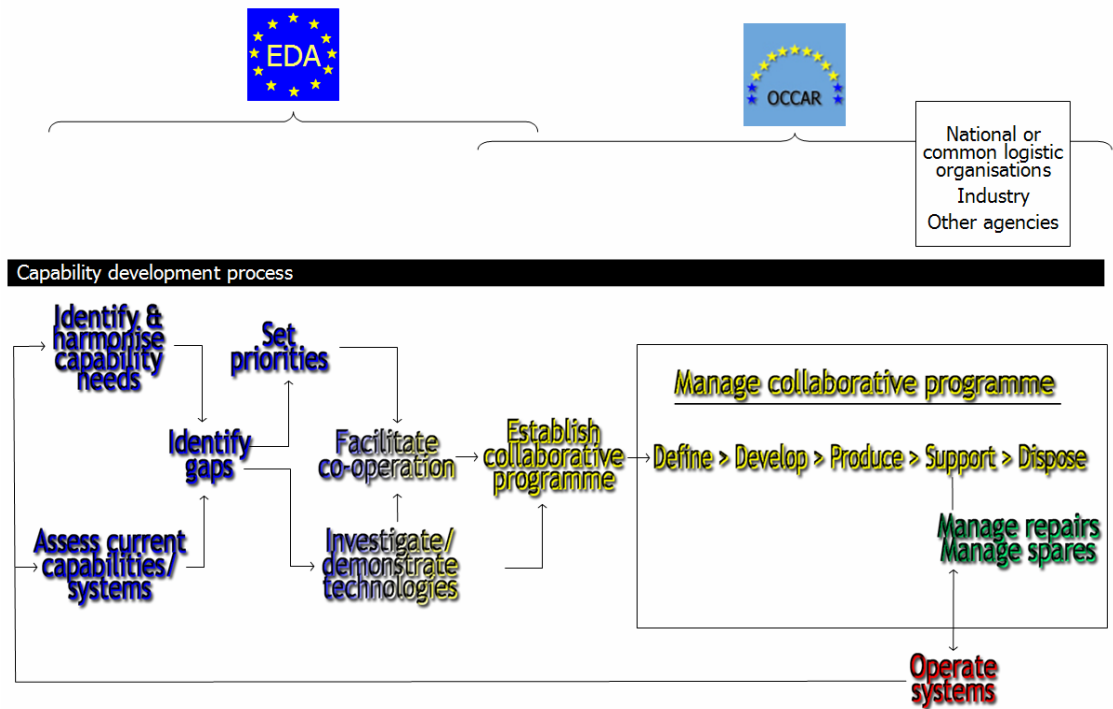 EDA
OCCAR
National or
common logistic
organisations
Industry
Other agencies
Capability development process
Identify &
harmonise
capability
needs
Set
priorities
Manage collaborative programme
Identify
gaps
Facilitate
co-operation
Establish
collaborative
programme
Define > Develop > Produce > Support > Dispose
Assess current
capabilities/
systems
Investigate/
demonstrate
technologies
Manage repairs
Manage spares
Operate
systems